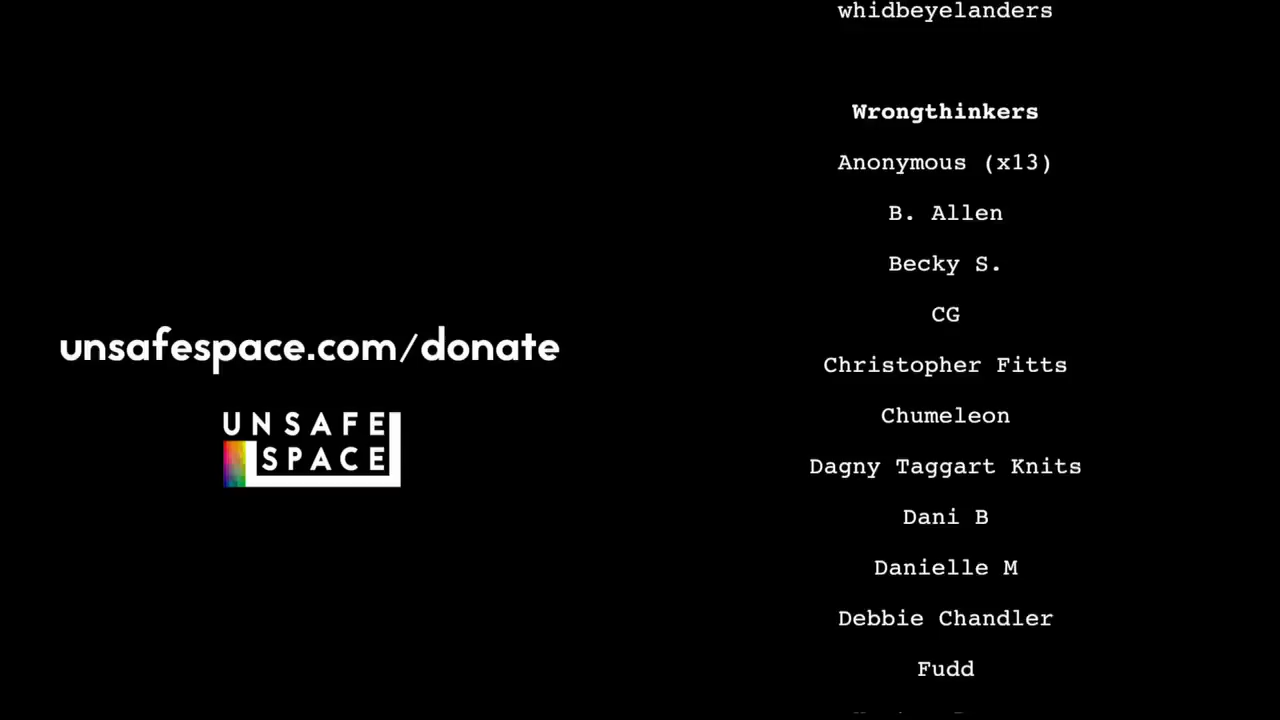 unsafespace.com/donate
UNSAFE
SPACE
whidbeyelanders
Wrongthinkers
Anonymous (x13)
B. Allen
Becky S.
CG
Christopher Fitts
Chumeleon
Dagny Taggart Knits
Dani B
Danielle M
Debbie Chandler
Fudd